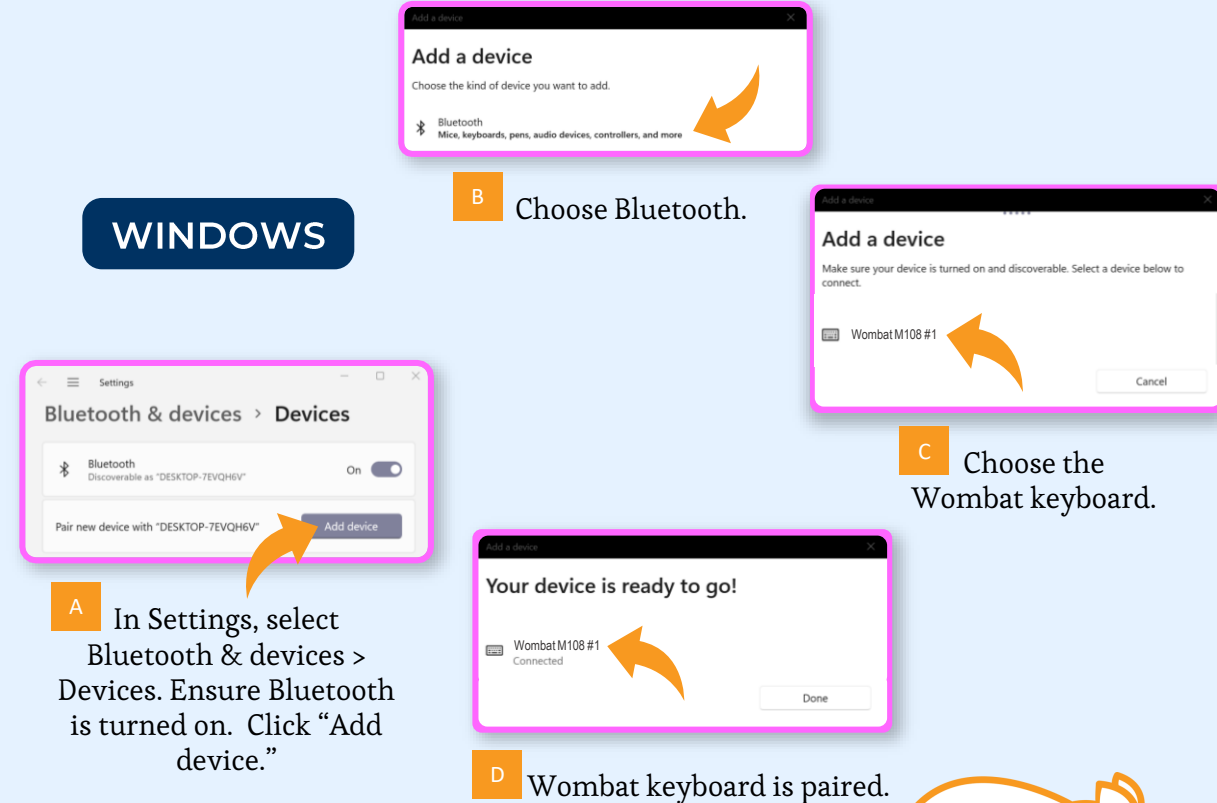 WINDOWS
Settings
Bluetooth & devices > Devices
Bluetooth
Discoverable as "DESKTOP-7EVQH6V"
On
Pair new device with "DESKTOP-7EVQH6V"
Add device
A
In Settings, select
Bluetooth & devices >
Devices. Ensure Bluetooth
is turned on. Click “Add
device.”
Add a device
Add a device
Choose the kind of device you want to add.
Bluetooth
Mice, keyboards, pens, audio devices, controllers, and more
B
Choose Bluetooth.
Add a device
Add a device
Make sure your device is turned on and discoverable. Select a device below to
connect.
Wombat M108 #1
Cancel
C
Choose the
Wombat keyboard.
Add a device
Your device is ready to go!
Wombat M108 #1
Connected
Done
D
Wombat keyboard is paired.